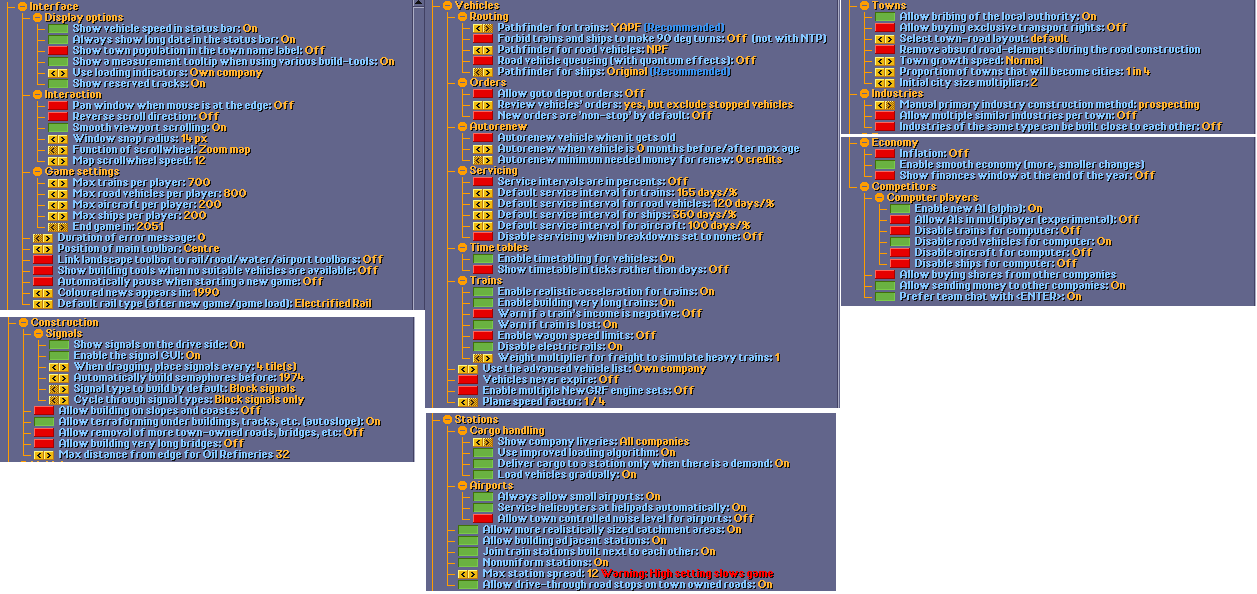 Interface
Display options
Show vehicle speed in status bar: On
Always show long date in the status bar: On
Show town population in the town name label: Off
Show a measurement tooltip when using various build-tools: On
Use loading indicators: Own company
Show reserved tracks: On
Interaction
Pan window when mouse is at the edge: Off
Reverse scroll direction: Off
Smooth viewport scrolling: On
Window snap radius: 14 px
Function of scrollwheel: Zoom map
Map scrollwheel speed: 12
Game settings
Max trains per player: 700
Max road vehicles per player: 800
Max aircraft per player: 200
Max ships per player: 200
End game in: 2051
Duration of error message: 0
Position of main toolbar: Centre
Link landscape toolbar to rail/road/water/airport toolbars: Off
Show building tools when no suitable vehicles are available: Off
Automatically pause when starting a new game: Off
Coloured news appears in: 1990
Default rail type (after new game/game load): Electrified Rail
Construction
Signals
Show signals on the drive side: On
Enable the signal GUI: On
When dragging, place signals every: 4 tile(s)
Automatically build semaphores before: 1974
Signal type to build by default: Block signals
Cycle through signal types: Block signals only
Allow building on slopes and coasts: Off
Allow terraforming under buildings, tracks, etc. (autoslope): On
Allow removal of more town-owned roads, bridges, etc: Off
Allow building very long bridges: Off
Max distance from edge for Oil Refineries 32
Vehicles
Routing
Pathfinder for trains: YAPF (Recommended)
Forbid trains and ships to make 90 deg turns: Off (not with NTP)
Pathfinder for road vehicles: NPF
Road vehicle queueing (with quantum effects): Off
Pathfinder for ships: Original (Recommended)
Orders
Allow goto depot orders: Off
Review vehicles' orders: yes, but exclude stopped vehicles
New orders are 'non-stop' by default: Off
Autorenew
Autorenew vehicle when it gets old
Autorenew when vehicle is 0 months before/after max age
Autorenew minimum needed money for renew: 0 credits
Servicing
Service intervals are in percents: Off
Default service interval for trains: 165 days/%
Default service interval for road vehicles: 120 days/%
Default service interval for ships: 360 days/%
Default service interval for aircraft: 100 days/%
Disable servicing when breakdowns set to none: Off
Time tables
Enable timetabling for vehicles: On
Show timetable in ticks rather than days: Off
Trains
Enable realistic acceleration for trains: On
Enable building very long trains: On
Warn if a train's income is negative: Off
Warn if train is lost: On
Enable wagon speed limits: Off
Disable electric rails: On
Weight multiplier for freight to simulate heavy trains: 1
Use the advanced vehicle list: Own company
Vehicles never expire: Off
Enable multiple NewGRF engine sets: Off
Plane speed factor: 1 / 4
Stations
Cargo handling
Show company liveries: All companies
Use improved loading algorithm: On
Deliver cargo to a station only when there is a demand: On
Load vehicles gradually: On
Airports
Always allow small airports: On
Service helicopters at helipads automatically: On
Allow town controlled noise level for airports: Off
Allow more realistically sized catchment areas: On
Allow building adjacent stations: On
Join train stations built next to each other: On
Nonuniform stations: On
Max station spread: 12 Warning: High setting slows game
Allow drive-through road stops on town owned roads: On
Towns
Allow bribing of the local authority: On
Allow buying exclusive transport rights: Off
Select town-road layout: default
Remove absurd road-elements during the road construction
Town growth speed: Normal
Proportion of towns that will become cities: 1 in 4
Initial city size multiplier: 2
Industries
Manual primary industry construction method: prospecting
Allow multiple similar industries per town: Off
Industries of the same type can be built close to each other: Off
Economy
Inflation: Off
Enable smooth economy (more, smaller changes)
Show finances window at the end of the year: Off
Competitors
Computer players
Enable new AI (alpha): On
Allow AIs in multiplayer (experimental): Off
Disable trains for computer: Off
Disable road vehicles for computer: On
Disable aircraft for computer: Off
Disable ships for computer: Off
Allow buying shares from other companies
Allow sending money to other companies: On
Prefer team chat with <ENTER>: On